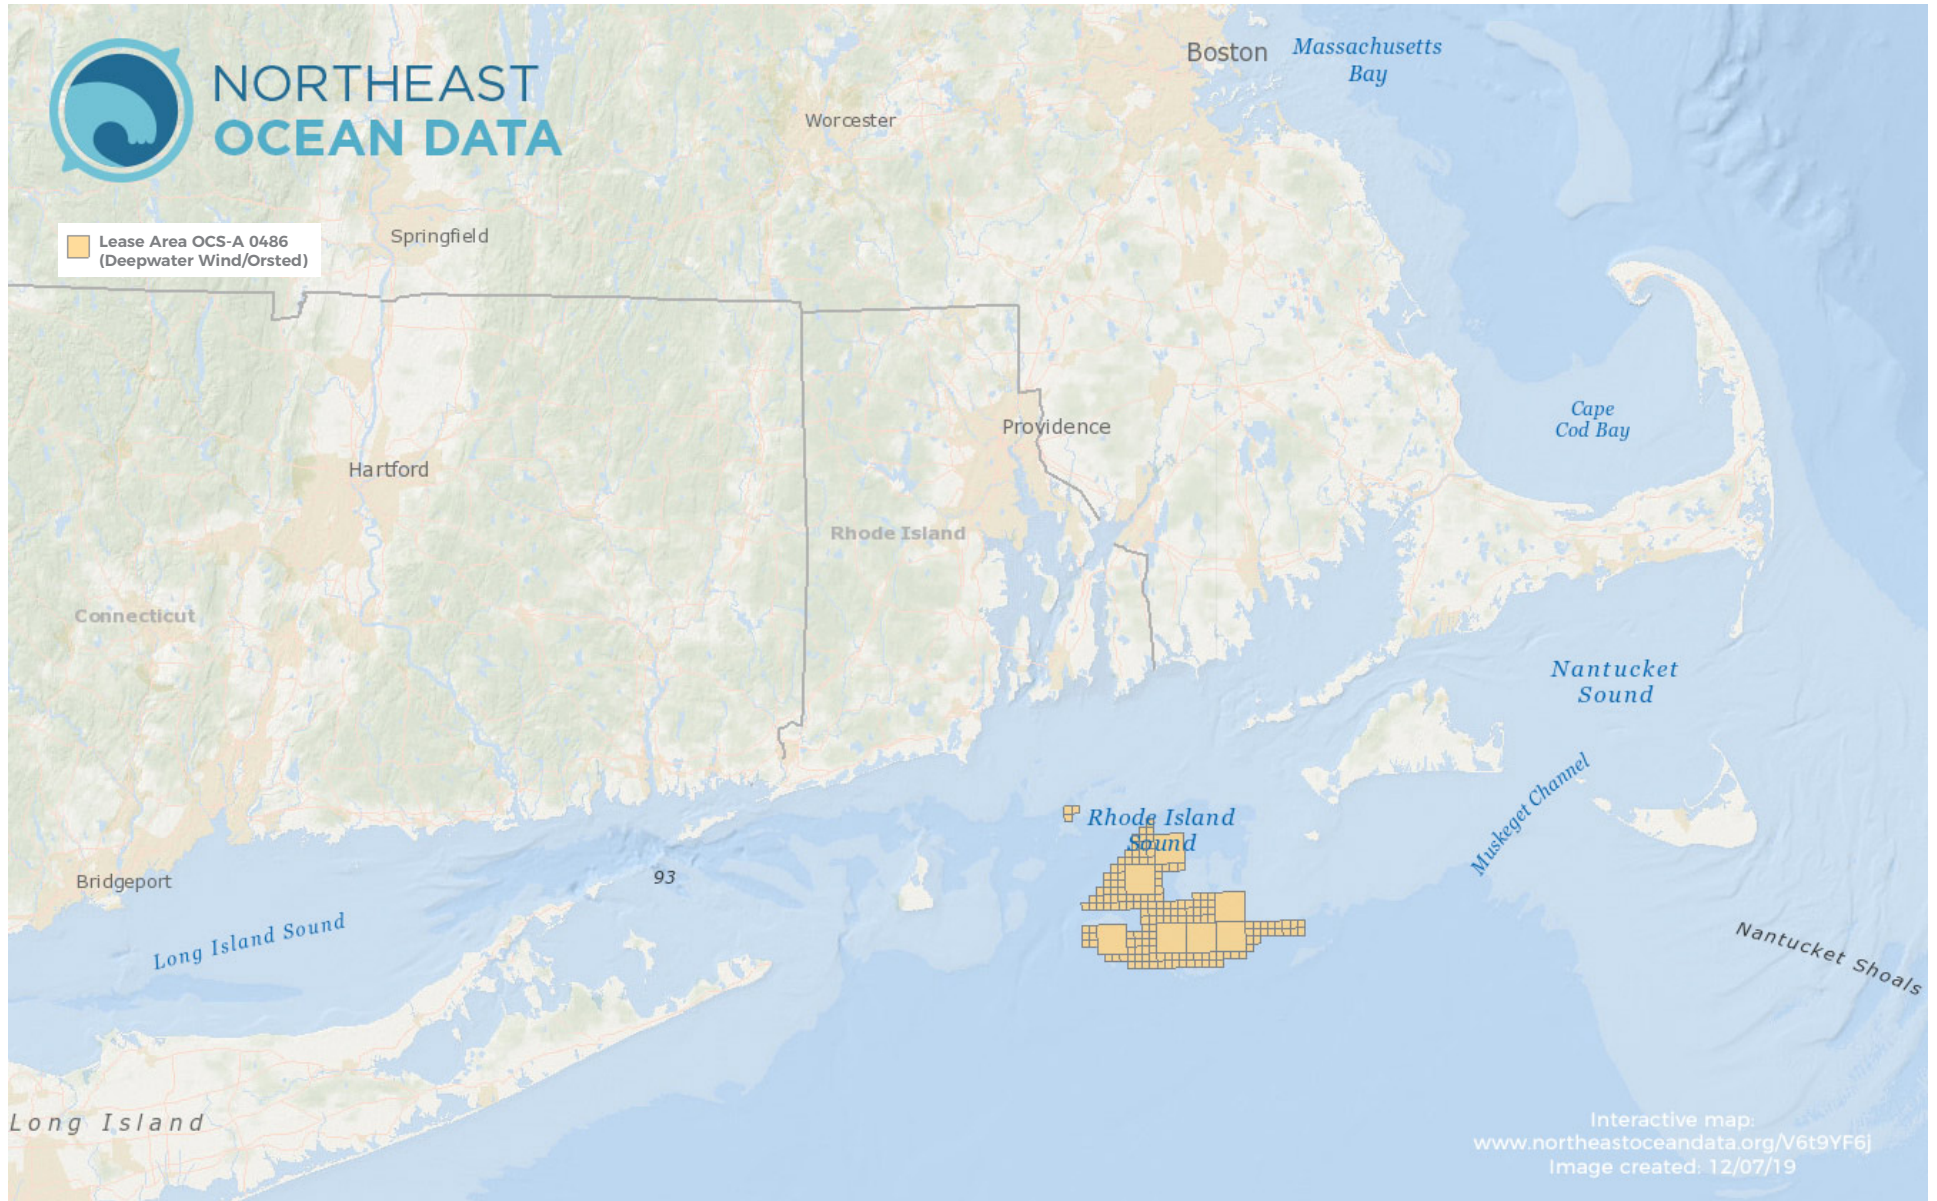 NORTHEAST
OCEAN DATA
Boston
Massachusetts
Bay
Worcester
Springfield
Lease Area OCS-A 0486
(Deepwater Wind/Orsted)
Cape
Cod Bay
Providence
Hartford
Rhode Island
Connecticut
Nantucket
Sound
Muskeget Channel
Rhode Island
Sound
93
Bridgeport
Long Island Sound
Nantucket Shoals
Long Island
Interactive map:
www.northeastoceandata.org/V6t9YF6j
Image created: 12/07/19